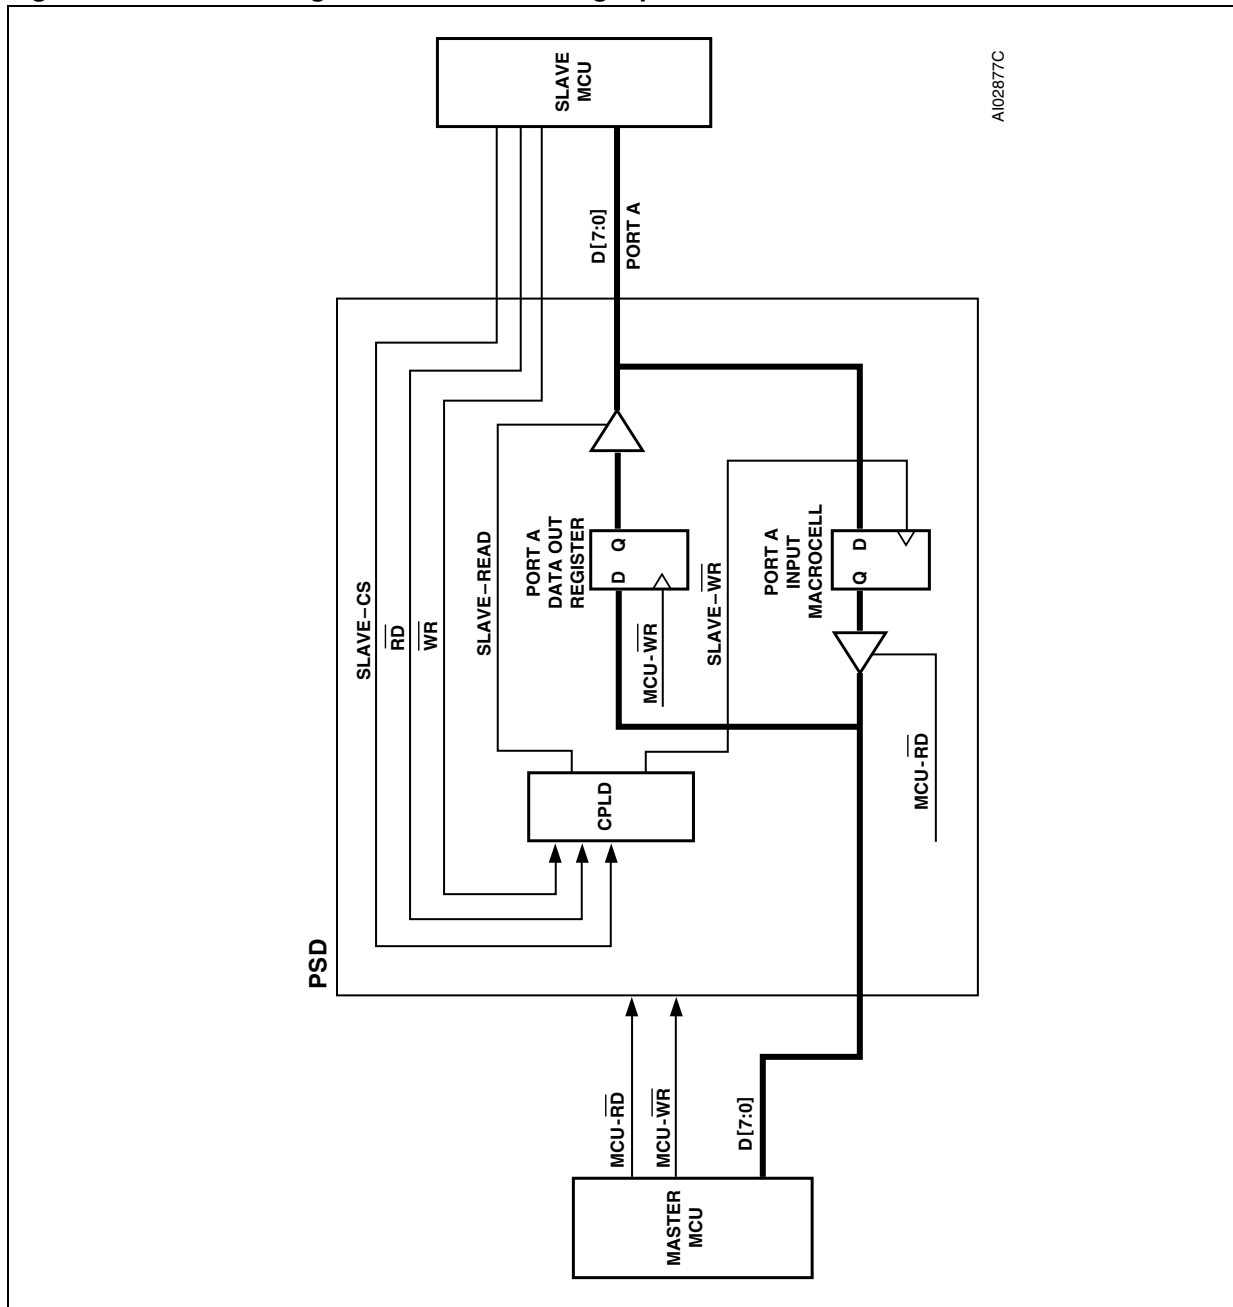 SLAVE
MCU
AI02877C
D[7:0]
PORT A
SLAVE–CS
RD
WR
SLAVE–READ
PORT A
DATA OUT
REGISTER
D Q
MCU-WR
SLAVE–WR
PORT A
INPUT
MACROCELL
Q D
MCU-RD
CPLD
PSD
MCU-RD
MCU-WR
D[7:0]
MASTER
MCU